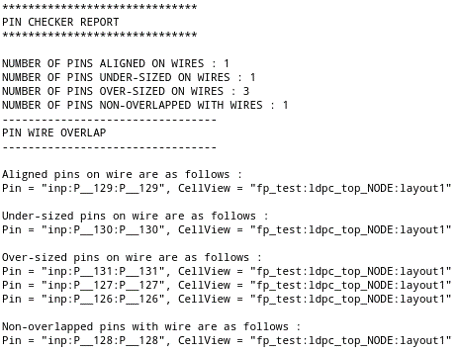 ******************************
PIN CHECKER REPORT
******************************
NUMBER OF PINS ALIGNED ON WIRES : 1
NUMBER OF PINS UNDER-SIZED ON WIRES : 1
NUMBER OF PINS OVER-SIZED ON WIRES : 3
NUMBER OF PINS NON-OVERLAPPED WITH WIRES : 1
---------------------------------
PIN WIRE OVERLAP
---------------------------------
Aligned pins on wire are as follows :
Pin = "inp:P__129:P__129", CellView = "fp_test:ldpc_top_NODE:layout1"
Under-sized pins on wire are as follows :
Pin = "inp:P__130:P__130", CellView = "fp_test:ldpc_top_NODE:layout1"
Over-sized pins on wire are as follows :
Pin = "inp:P__131:P__131", CellView = "fp_test:ldpc_top_NODE:layout1"
Pin = "inp:P__127:P__127", CellView = "fp_test:ldpc_top_NODE:layout1"
Pin = "inp:P__126:P__126", CellView = "fp_test:ldpc_top_NODE:layout1"
Non-overlapped pins with wire are as follows :
Pin = "inp:P__128:P__128", CellView = "fp_test:ldpc_top_NODE:layout1"